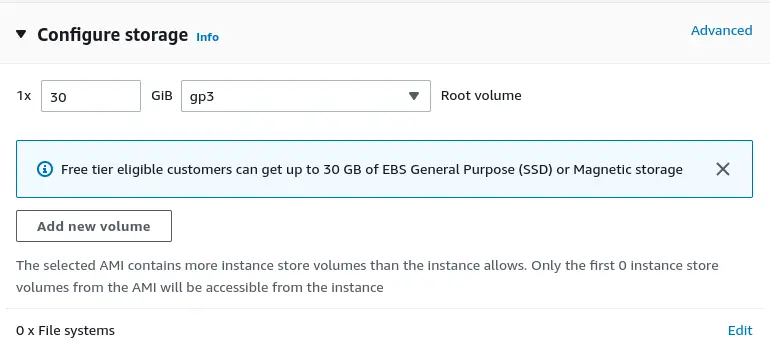 Configure storage Info
Advanced
1x 30 GiB gp3 Root volume
Free tier eligible customers can get up to 30 GB of EBS General Purpose (SSD) or Magnetic storage
Add new volume
The selected AMI contains more instance store volumes than the instance allows. Only the first 0 instance store
volumes from the AMI will be accessible from the instance
0 x File systems
Edit